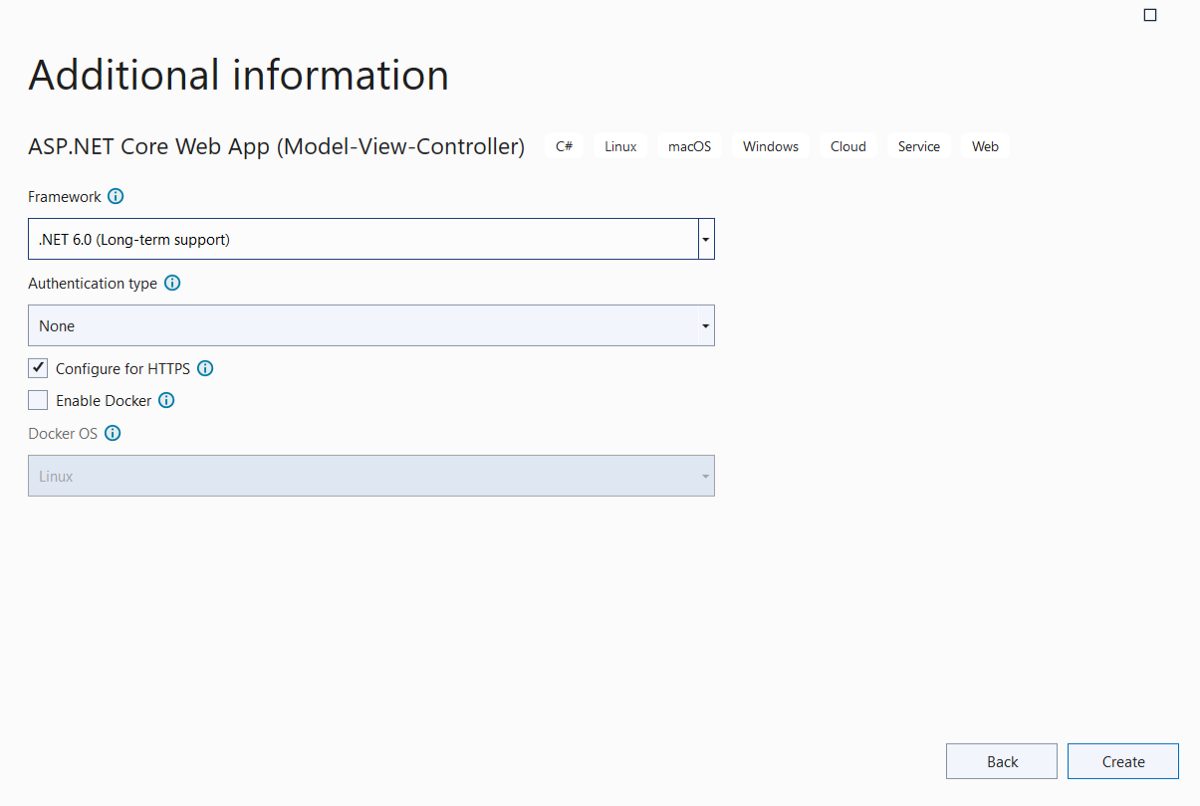 Additional information
ASP.NET Core Web App (Model-View-Controller) C# Linux macOS Windows Cloud Service Web
Framework
.NET 6.0 (Long-term support)
Authentication type
None
Configure for HTTPS
Enable Docker
Docker OS
Linux
Back Create